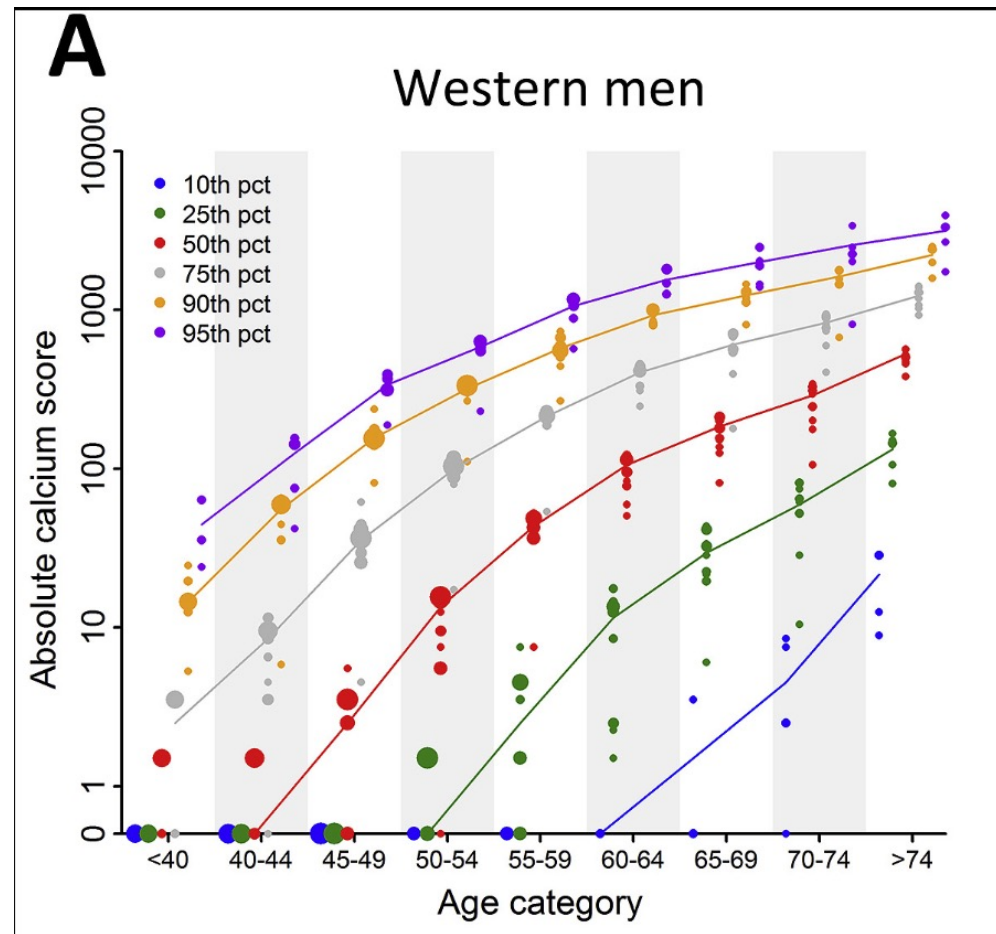 A
Western men
10000
1000
100
10
1
0
Absolute calcium score
10th pct
25th pct
50th pct
75th pct
90th pct
95th pct
<40
40-44
45-49
50-54
55-59
60-64
65-69
70-74
>74
Age category